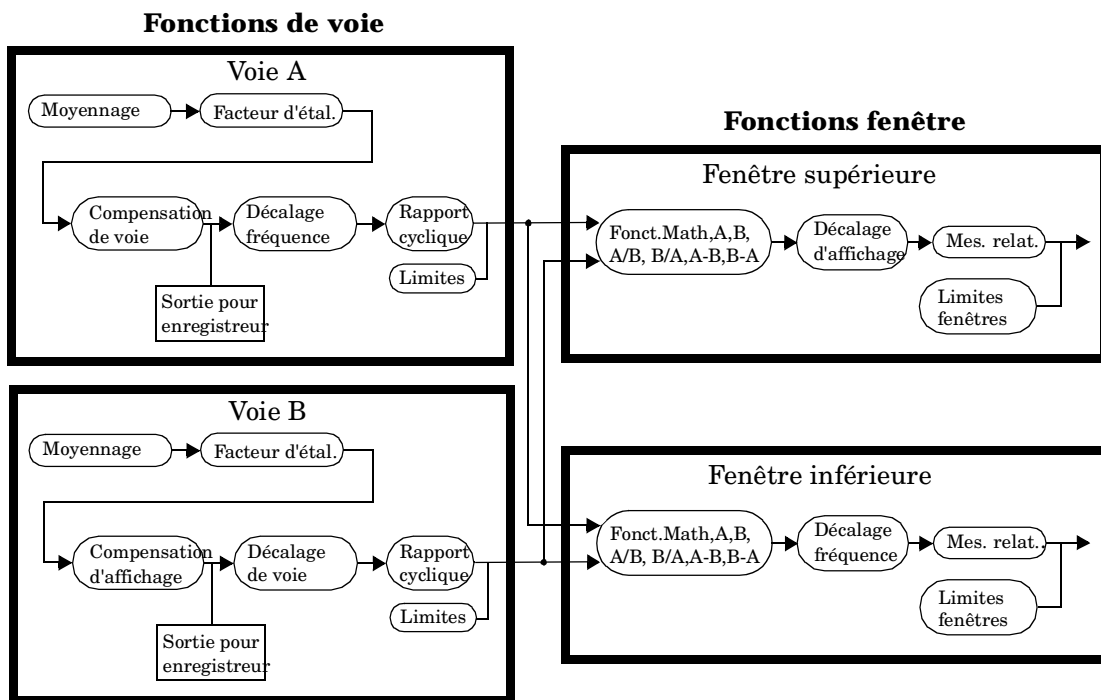 Fonctions de voie
Voie A
Moyennage
Facteur d'étal.
Compensation
de voie
Décalage
fréquence
Rapport
cyclique
Limites
Sortie pour
enregistreur
Voie B
Moyennage
Facteur d'étal.
Compensation
d'affichage
Décalage
de voie
Rapport
cyclique
Limites
Sortie pour
enregistreur
Fonctions fenêtre
Fenêtre supérieure
Fonct.Math,A,B,
A/B, B/A,A-B,B-A
Décalage
d'affichage
Mes. relat.
Limites
fenêtres
Fenêtre inférieure
Fonct.Math,A,B,
A/B, B/A,A-B,B-A
Décalage
fréquence
Mes. relat..
Limites
fenêtres